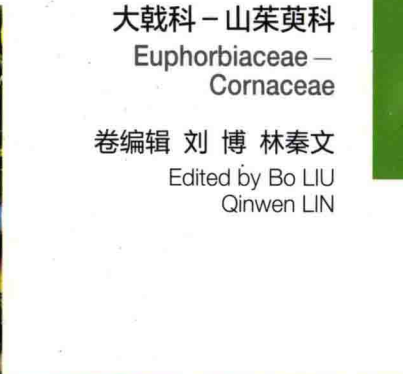 大戟科－山茱萸科
Euphorbiaceae —
Cornaceae
卷编辑 刘 博 林秦文
Edited by Bo LIU
Qinwen LIN